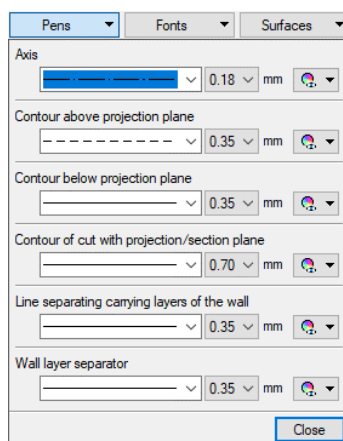 Pens Fonts Surfaces
Axis
0.18 mm
Contour above projection plane
0.35 mm
Contour below projection plane
0.35 mm
Contour of cut with projection/section plane
0.70 mm
Line separating carrying layers of the wall
0.35 mm
Wall layer separator
0.35 mm
Close